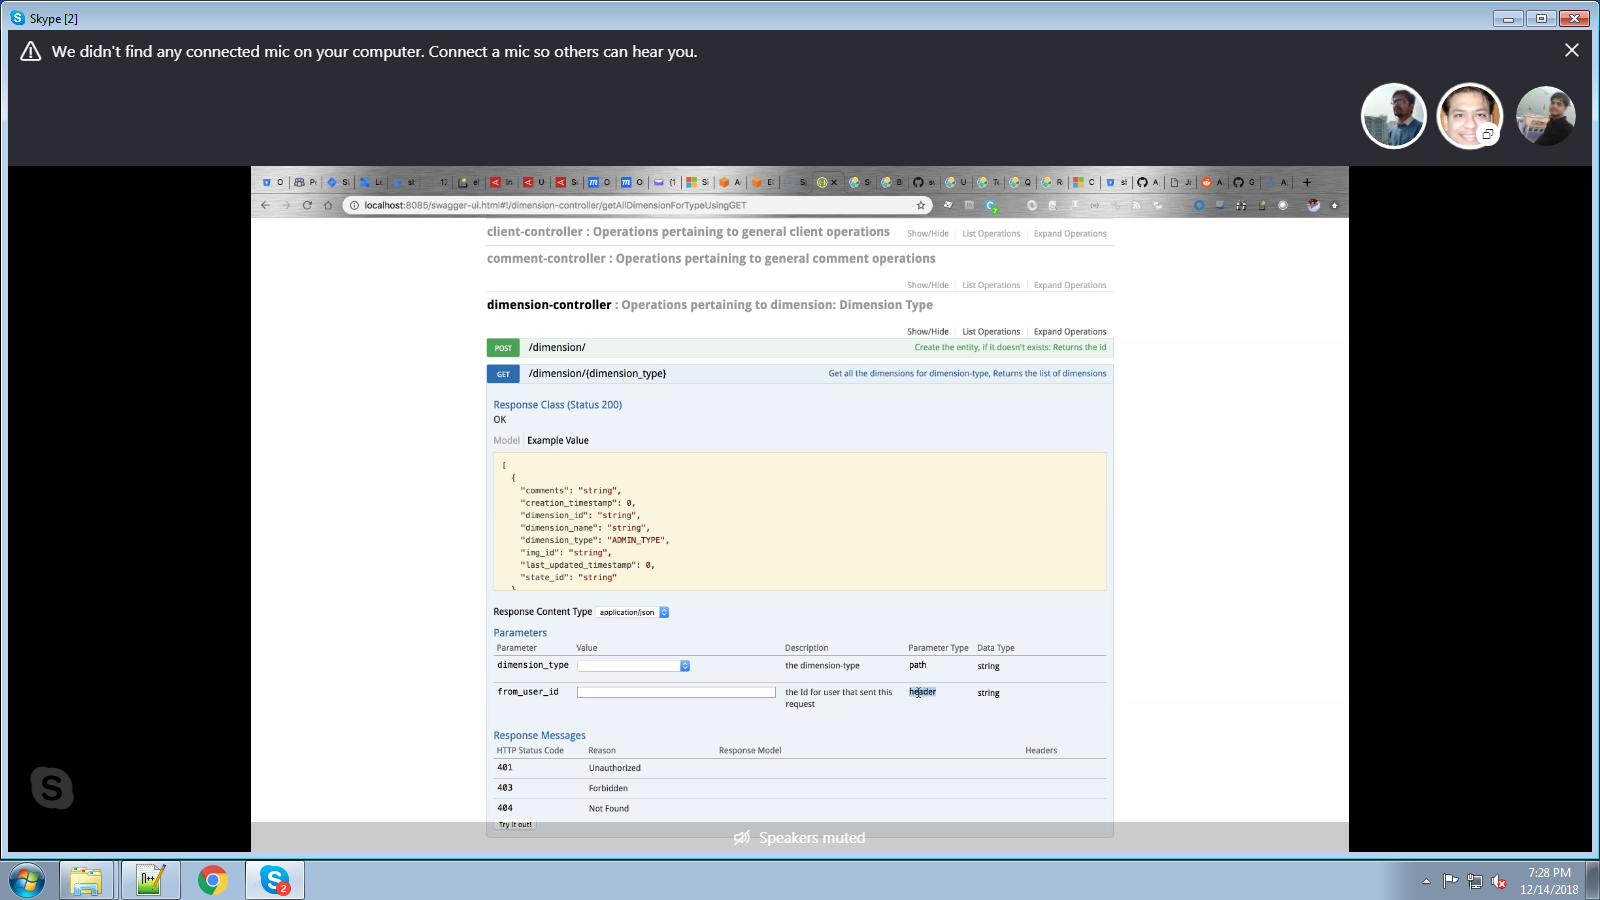 Skype [2]
We didn't find any connected mic on your computer. Connect a mic so others can hear you.
localhost:8085/swagger-ui.html#!/dimension-controller/getAllDimensionForTypeUsingGET
client-controller : Operations pertaining to general client operations
Show/Hide List Operations Expand Operations
comment-controller : Operations pertaining to general comment operations
Show/Hide List Operations Expand Operations
dimension-controller : Operations pertaining to dimension: Dimension Type
Show/Hide List Operations Expand Operations
POST /dimension/ Create the entity, if it doesn't exists: Returns the id
GET /dimension/{dimension_type} Get all the dimensions for dimension-type, Returns the list of dimensions
Response Class (Status 200)
OK
Model Example Value
[
{
"comments": "string",
"creation_timestamp": 0,
"dimension_id": "string",
"dimension_name": "string",
"dimension_type": "ADMIN_TYPE",
"img_id": "string",
"last_updated_timestamp": 0,
"state_id": "string"
}
Response Content Type application/json
Parameters
Parameter Value Description Parameter Type Data Type
dimension_type the dimension-type path string
from_user_id the Id for user that sent this header string
request
Response Messages
HTTP Status Code Reason Response Model Headers
401 Unauthorized
403 Forbidden
404 Not Found
Try it out!
Speakers muted
7:28 PM
12/14/2018